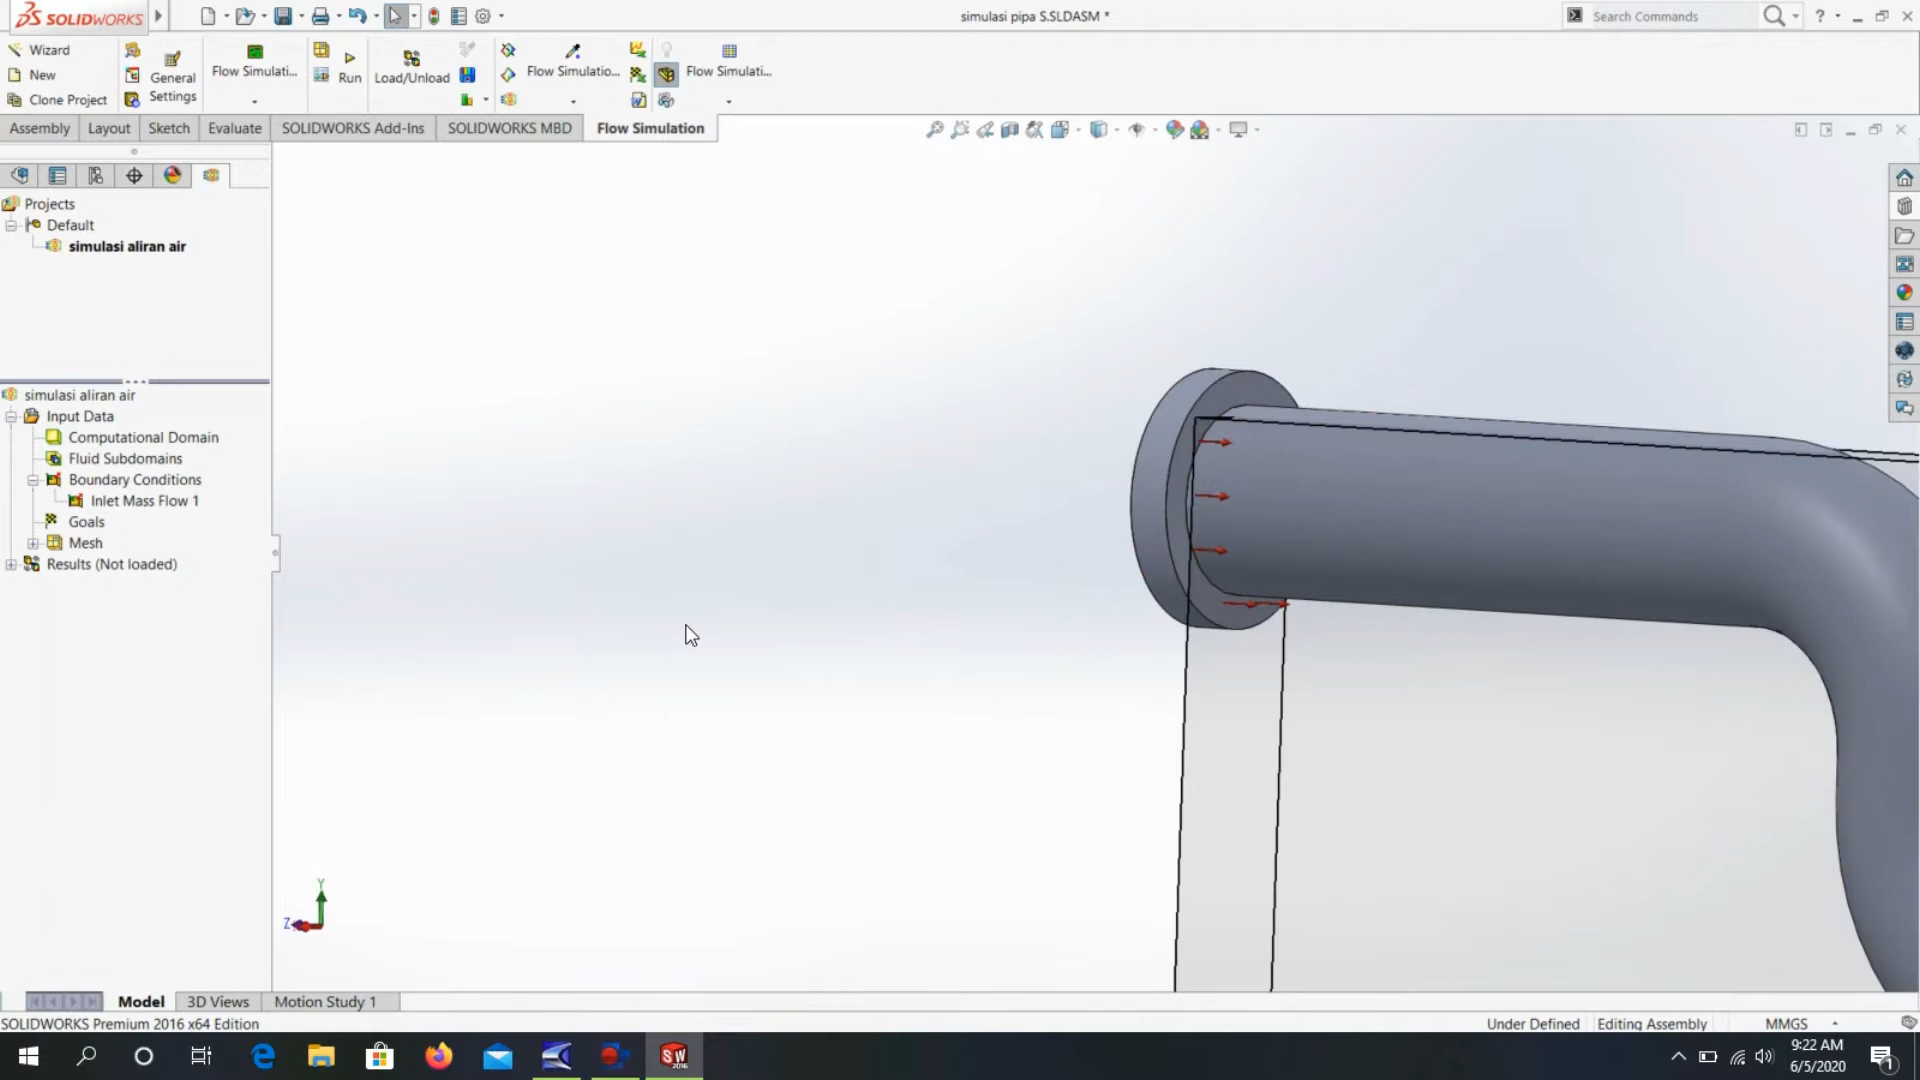 SOLIDWORKS
simulasi pipa S.SLDASM *
Search Commands
?
Wizard
New
Clone Project
General
Settings
Flow Simulati...
Run
Load/Unload
Flow Simulatio...
Flow Simulati...
Assembly
Layout
Sketch
Evaluate
SOLIDWORKS Add-Ins
SOLIDWORKS MBD
Flow Simulation
Projects
Default
simulasi aliran air
simulasi aliran air
Input Data
Computational Domain
Fluid Subdomains
Boundary Conditions
Inlet Mass Flow 1
Goals
Mesh
Results (Not loaded)
Y
Z
Model
3D Views
Motion Study 1
SOLIDWORKS Premium 2016 x64 Edition
Under Defined
Editing Assembly
MMGS
SW
2016
9:22 AM
6/5/2020
1